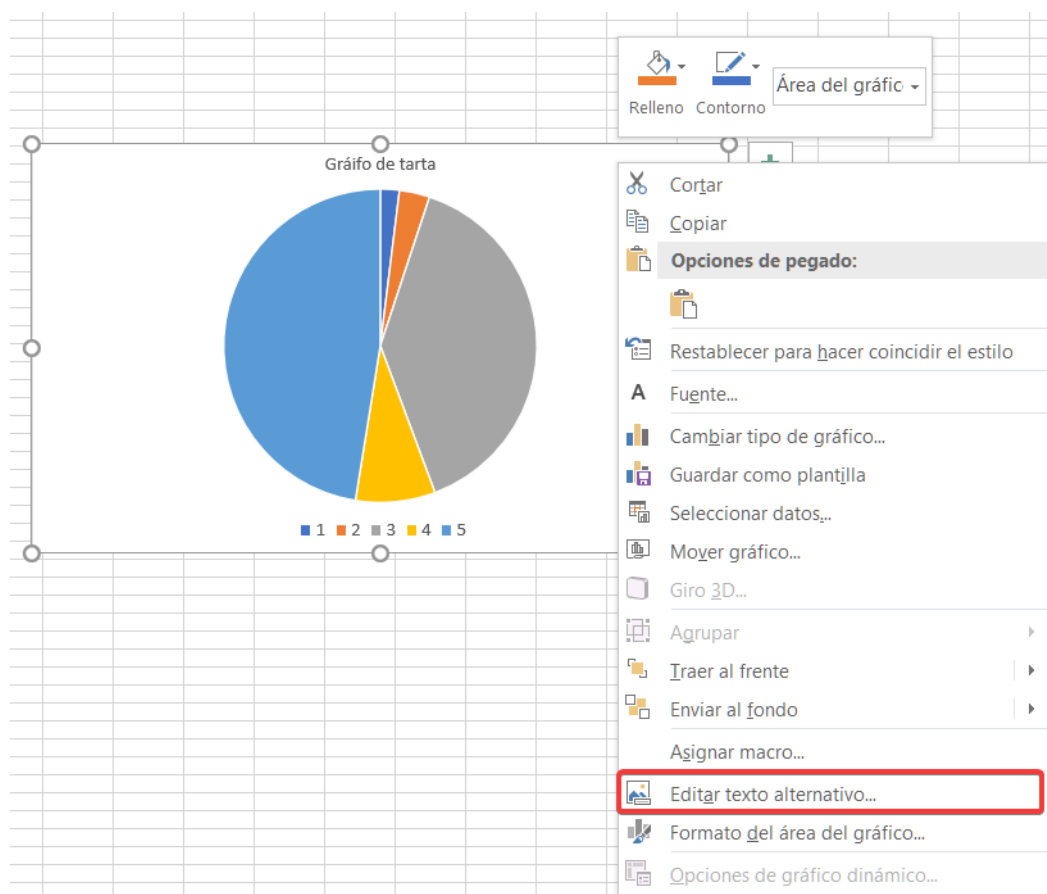 Relleno Contorno
Área del gráfic
Gráifo de tarta
1 2 3 4 5
Cortar
Copiar
Opciones de pegado:
Restablecer para hacer coincidir el estilo
A Fuente...
Cambiar tipo de gráfico...
Guardar como plantilla
Seleccionar datos...
Mover gráfico...
Giro 3D...
Agrupar
Traer al frente
Enviar al fondo
Asignar macro...
Editar texto alternativo...
Formato del área del gráfico...
Opciones de gráfico dinámico...